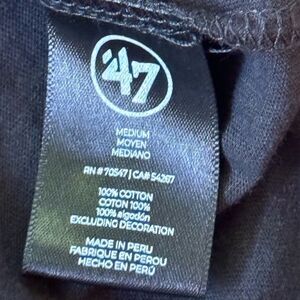 '47
MEDIUM
MOYEN
MEDIANO
RN # 70547 | CA# 54267
100% COTTON
COTON 100%
100% algodón
EXCLUDING DECORATION
MADE IN PERU
FABRIQUE EN PEROU
HECHO EN PERÚ